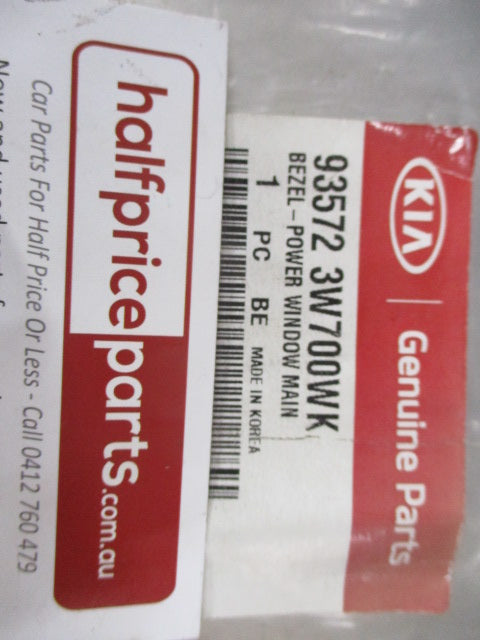 KIA Genuine Parts
93572 3W700WK
BEZEL-POWER WINDOW MAIN
1 PC BE MADE IN KOREA
halfpriceparts.com.au
Car Parts For Half Price Or Less - Call 0412 760 479